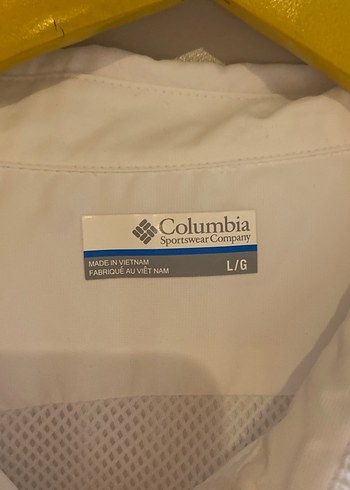 Columbia
Sportswear Company
MADE IN VIETNAM
FABRIQUÉ AU VIÊT NAM
L/G